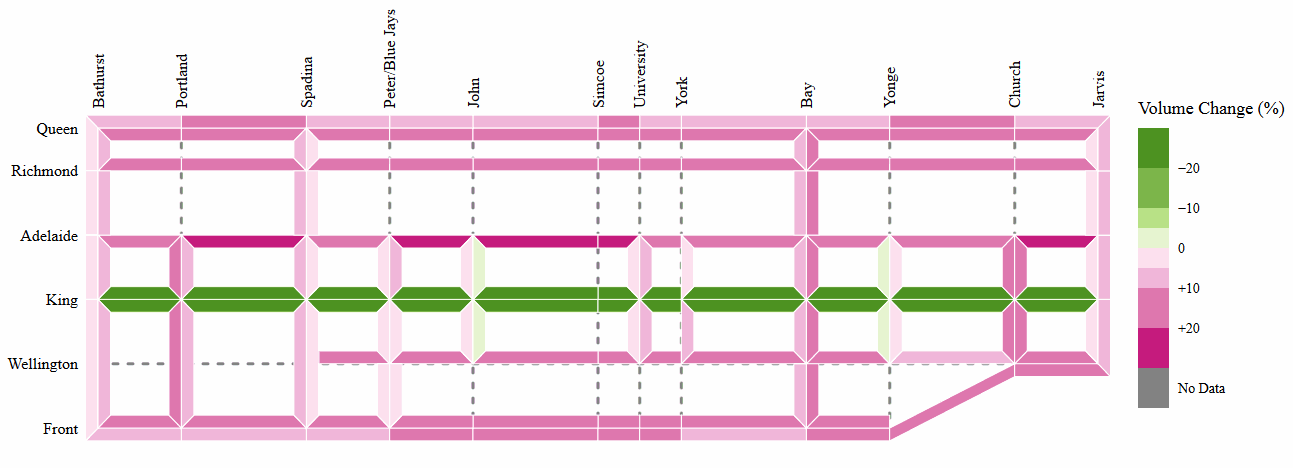 Bathurst
Portland
Spadina
Peter/Blue Jays
John
Simcoe
University
York
Bay
Yonge
Church
Jarvis
Queen
Richmond
Adelaide
King
Wellington
Front
Volume Change (%)
−20
−10
0
+10
+20
No Data